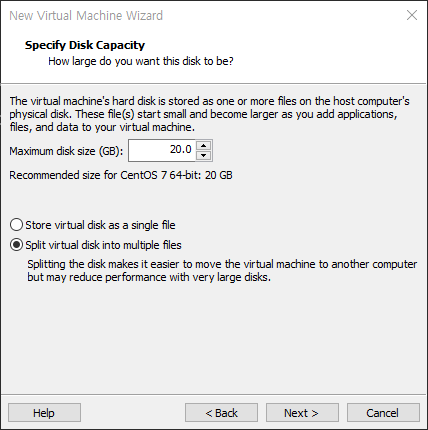 New Virtual Machine Wizard
Specify Disk Capacity
How large do you want this disk to be?
The virtual machine's hard disk is stored as one or more files on the host computer's
physical disk. These file(s) start small and become larger as you add applications,
files, and data to your virtual machine.
Maximum disk size (GB): 20.0
Recommended size for CentOS 7 64-bit: 20 GB
Store virtual disk as a single file
Split virtual disk into multiple files
Splitting the disk makes it easier to move the virtual machine to another computer
but may reduce performance with very large disks.
Help < Back Next > Cancel